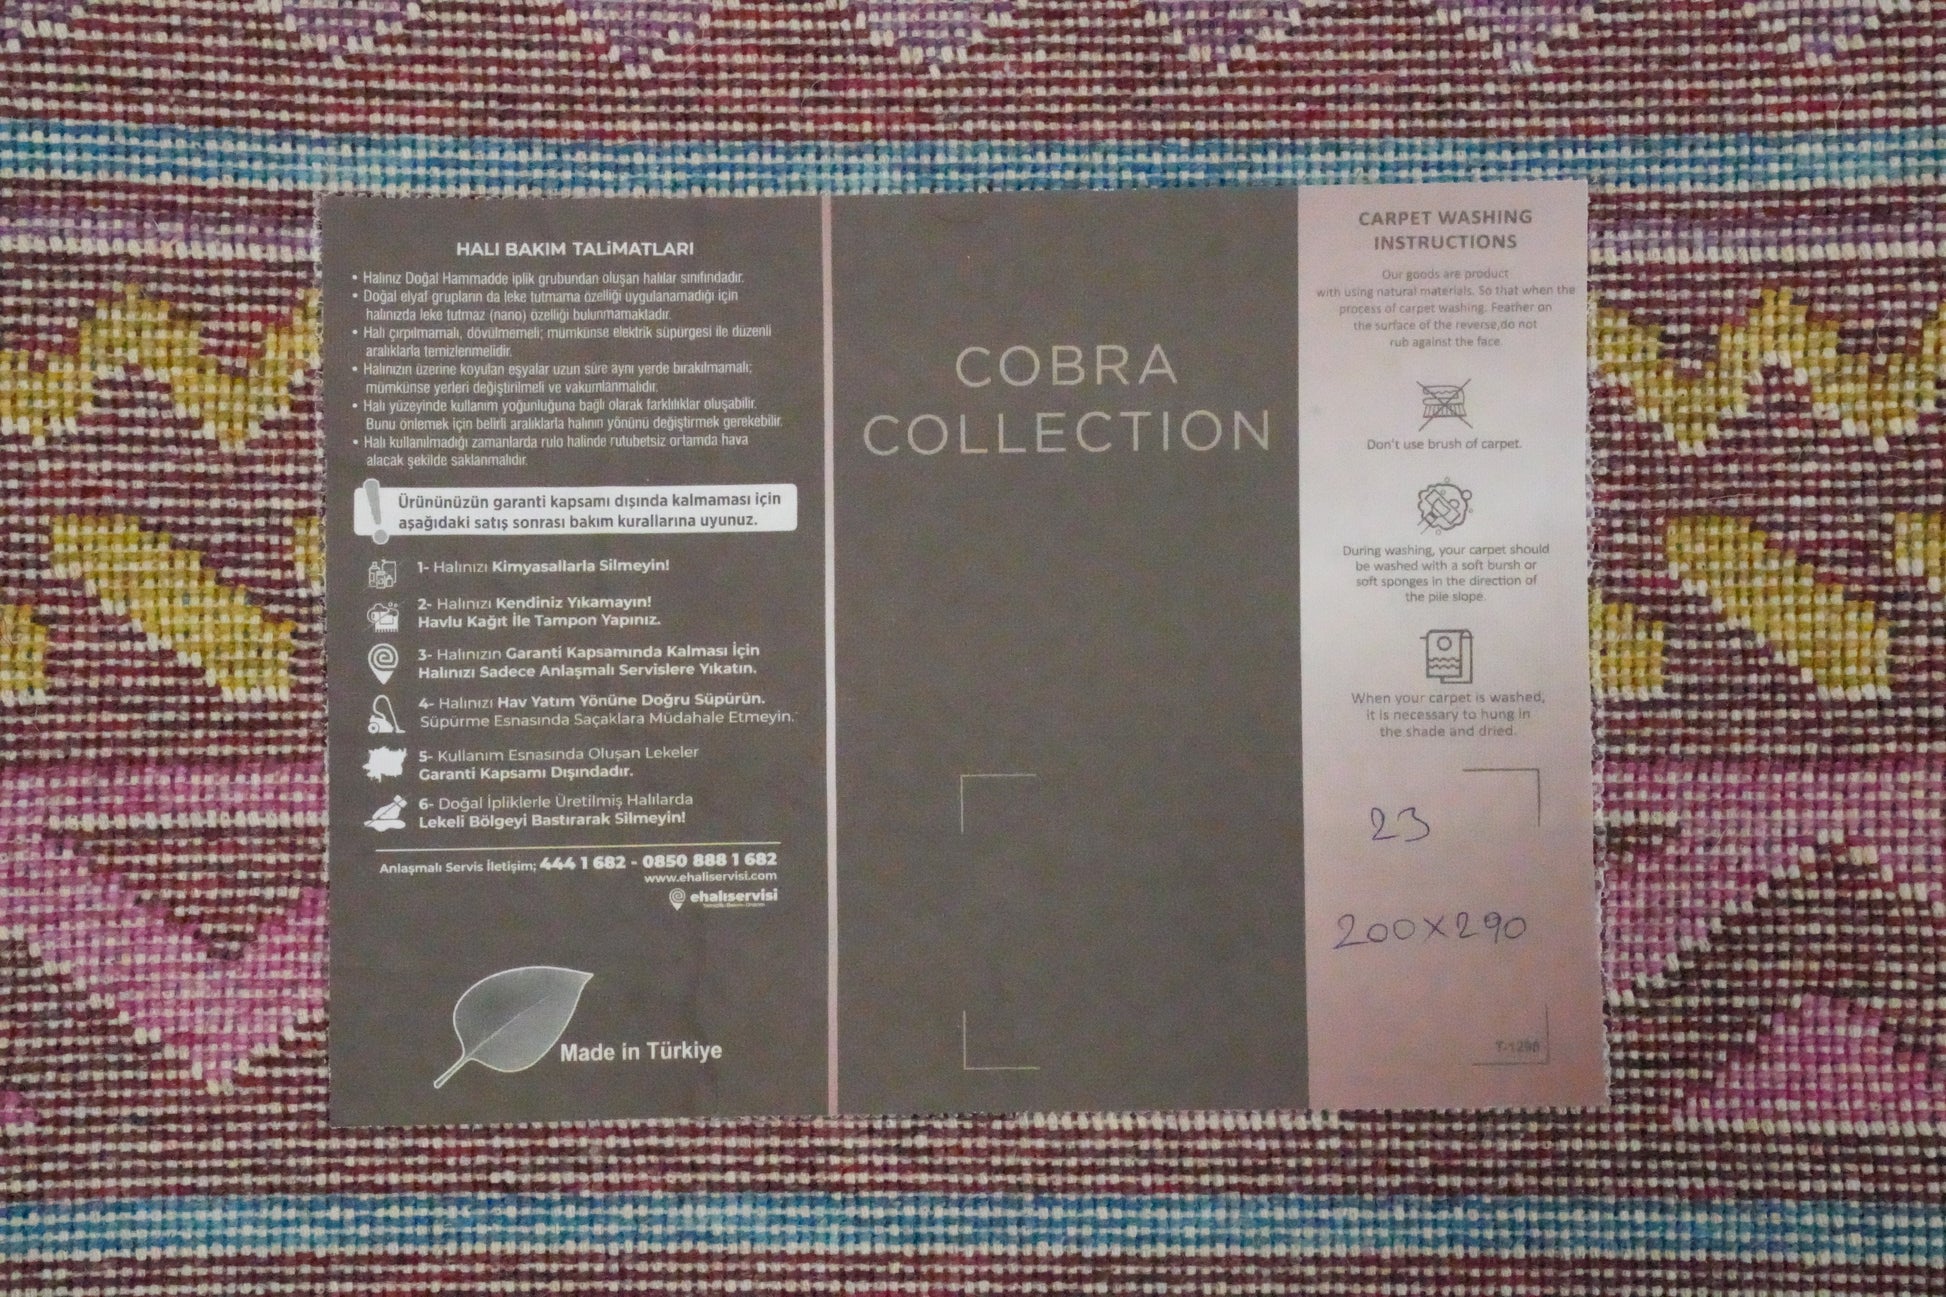 HALI BAKIM TALiMATLARI
• Halınız Doğal Hammadde iplik grubundan oluşan halılar sınıfındadır.
• Doğal elyaf grupların da leke tutmama özelliği uygulanamadığı için
halınızda leke tutmaz (nano) özelliği bulunmamaktadır.
• Halı çırpılmamalı, dövülmemeli; mümkünse elektrik süpürgesi ile düzenli
aralıklarla temizlenmelidir.
• Halınızın üzerine koyulan eşyalar uzun süre aynı yerde bırakılmamalı;
mümkünse yerleri değiştirilmeli ve vakumlanmalıdır.
• Halı yüzeyinde kullanım yoğunluğuna bağlı olarak farklılıklar oluşabilir.
Bunu önlemek için belirli aralıklarla halının yönünü değiştirmek gerekebilir.
• Halı kullanılmadığı zamanlarda rulo halinde rutubetsiz ortamda hava
alacak şekilde saklanmalıdır.
Ürününüzün garanti kapsamı dışında kalmaması için
aşağıdaki satış sonrası bakım kurallarına uyunuz.
1- Halınızı Kimyasallarla Silmeyin!
2- Halınızı Kendiniz Yıkamayın!
Havlu Kağıt İle Tampon Yapınız.
3- Halınızın Garanti Kapsamında Kalması İçin
Halınızı Sadece Anlaşmalı Servislere Yıkatın.
4- Halınızı Hav Yatım Yönüne Doğru Süpürün.
Süpürme Esnasında Saçaklara Müdahale Etmeyin.
5- Kullanım Esnasında Oluşan Lekeler
Garanti Kapsamı Dışındadır.
6- Doğal İpliklerle Üretilmiş Halılarda
Lekeli Bölgeyi Bastırarak Silmeyin!
Anlaşmalı Servis İletişim; 444 1 682 - 0850 888 1 682
www.ehaliservisi.com
ehalıservisi
Made in Türkiye
COBRA
COLLECTION
CARPET WASHING
INSTRUCTIONS
Our goods are product
with using natural materials. So that when the
process of carpet washing. Feather on
the surface of the reverse,do not
rub against the face.
Don't use brush of carpet.
During washing, your carpet should
be washed with a soft bursh or
soft sponges in the direction of
the pile slope.
When your carpet is washed,
it is necessary to hung in
the shade and dried.
23
200x290